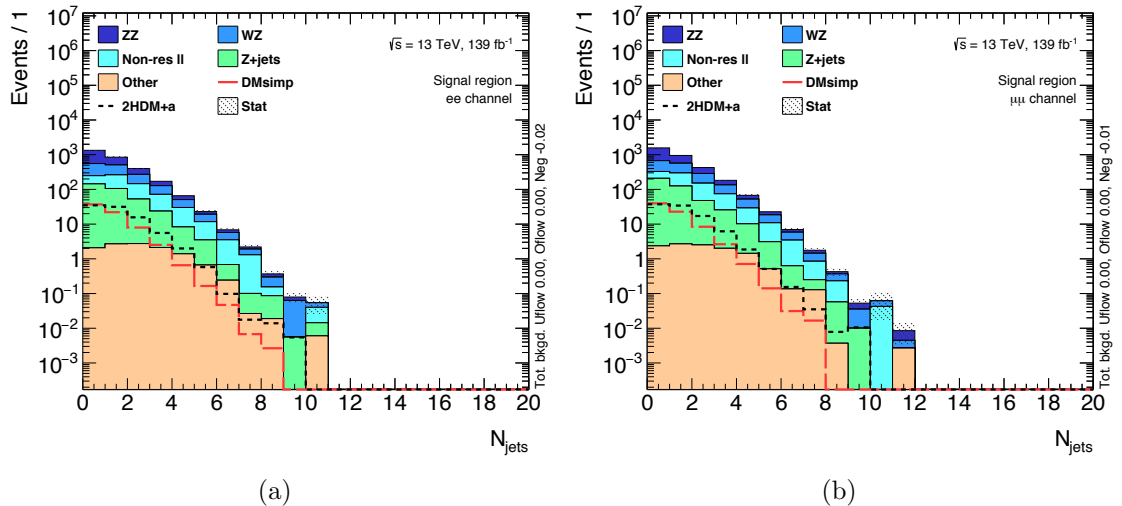 Events / 1
10⁷
10⁶
10⁵
10⁴
10³
10²
10
1
10⁻¹
10⁻²
10⁻³
ZZ
WZ
Non-res ll
Z+jets
Other
DMsimp
2HDM+a
Stat
√s = 13 TeV, 139 fb⁻¹
Signal region
ee channel
Tot. bkgd. Uflow 0.00, Oflow 0.00, Neg -0.02
0 2 4 6 8 10 12 14 16 18 20
N_jets
(a)
Events / 1
10⁷
10⁶
10⁵
10⁴
10³
10²
10
1
10⁻¹
10⁻²
10⁻³
ZZ
WZ
Non-res ll
Z+jets
Other
DMsimp
2HDM+a
Stat
√s = 13 TeV, 139 fb⁻¹
Signal region
μμ channel
Tot. bkgd. Uflow 0.00, Oflow 0.00, Neg -0.01
0 2 4 6 8 10 12 14 16 18 20
N_jets
(b)